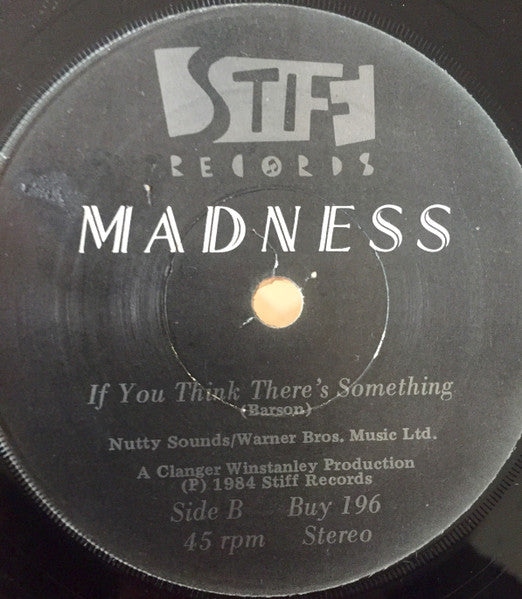 STIFF
RECORDS
MADNESS
If You Think There's Something
(Barson)
Nutty Sounds/Warner Bros. Music Ltd.
A Clanger Winstanley Production
(P) 1984 Stiff Records
Side B Buy 196
45 rpm Stereo